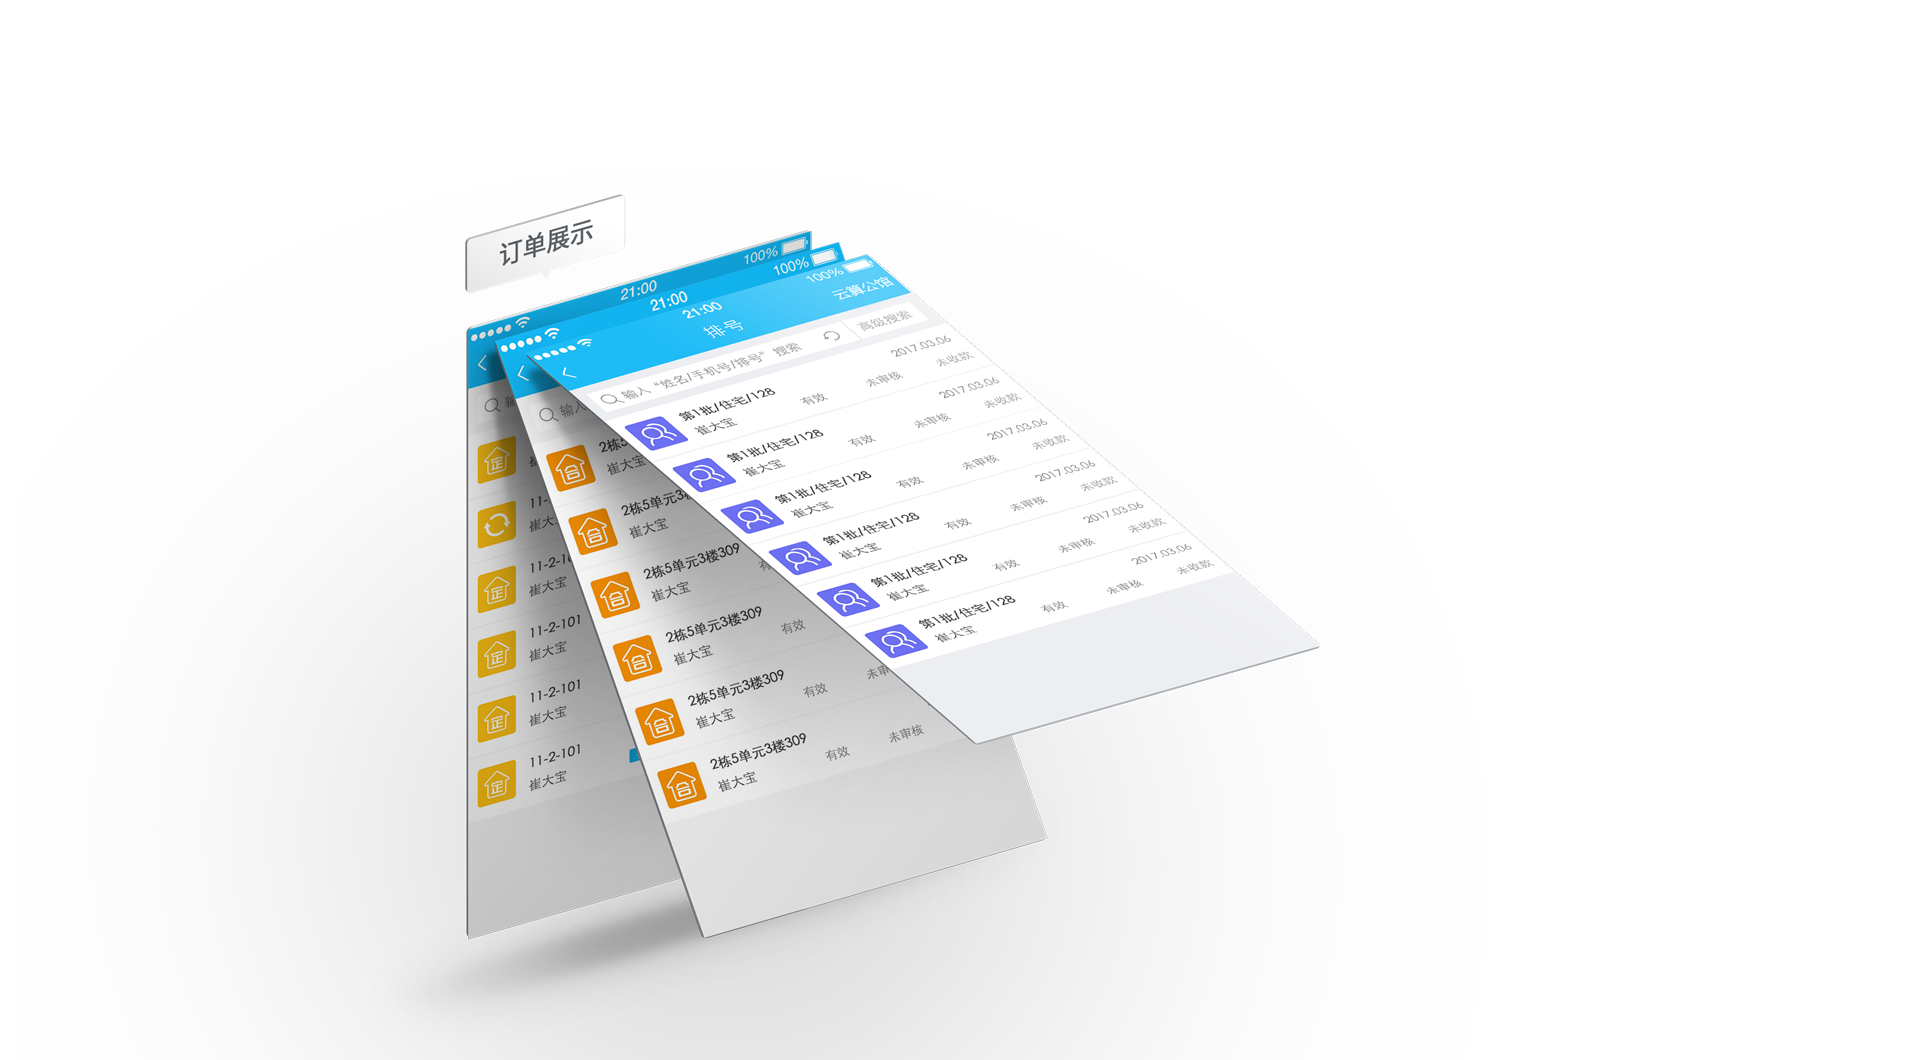 订单展示
21:00
100%
输
11-
崔大
11-2-10
崔大宝
11-2-101
崔大宝
11-2-101
崔大宝
11-2-101
崔大宝
21:00
100%
输入
2栋5
崔大宝
2栋5单元3楼
崔大宝
2栋5单元3楼309
崔大宝
有
2栋5单元3楼309
崔大宝 有效
2栋5单元3楼309
崔大宝 有效 未审
2栋5单元3楼309
崔大宝 有效 未审核
21:00
100%
排号
云算公馆
输入“姓名/手机号/排号”搜索
高级搜索
第1批/住宅/128 2017.03.06
崔大宝 有效 未审核 未收款
第1批/住宅/128 2017.03.06
崔大宝 有效 未审核 未收款
第1批/住宅/128 2017.03.06
崔大宝 有效 未审核 未收款
第1批/住宅/128 2017.03.06
崔大宝 有效 未审核 未收款
第1批/住宅/128 2017.03.06
崔大宝 有效 未审核 未收款
第1批/住宅/128 2017.03.06
崔大宝 有效 未审核 未收款